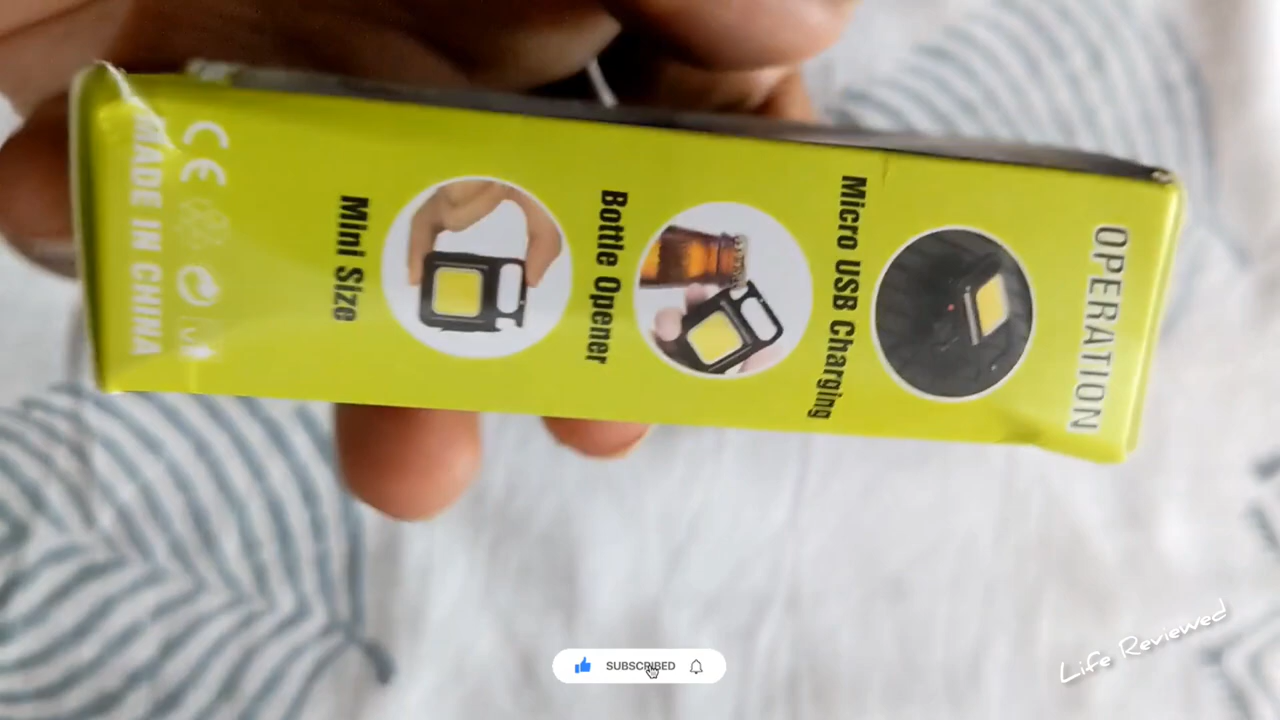 OPERATION
Micro USB Charging
Bottle Opener
Mini Size
CE
MADE IN CHINA
SUBSCRIBED
Life Reviewed